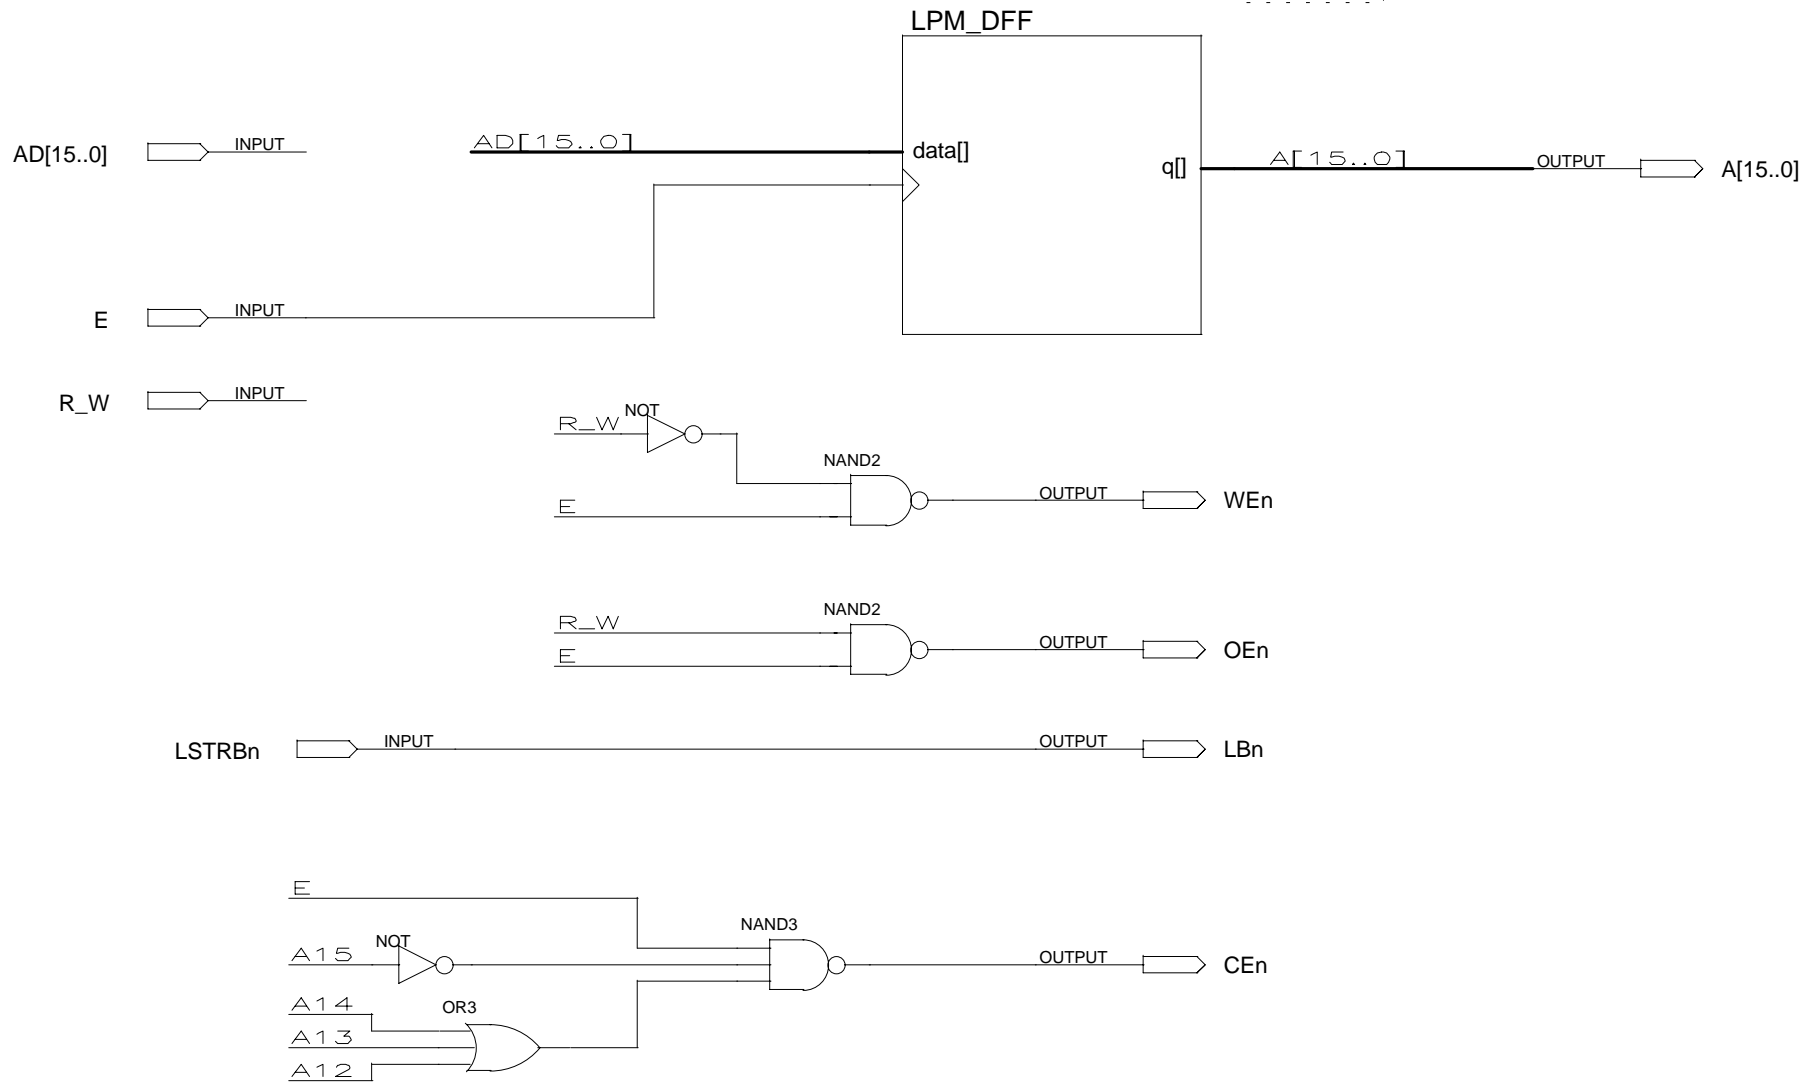 LPM_DFF
AD[15..0]
INPUT
AD[15..0]
data[]
q[]
A[15..0]
OUTPUT
A[15..0]
E
INPUT
R_W
INPUT
R_W
NOT
NAND2
E
OUTPUT
WEn
R_W
NAND2
E
OUTPUT
OEn
LSTRBn
INPUT
OUTPUT
LBn
E
A15
NOT
NAND3
OUTPUT
CEn
A14
OR3
A13
A12